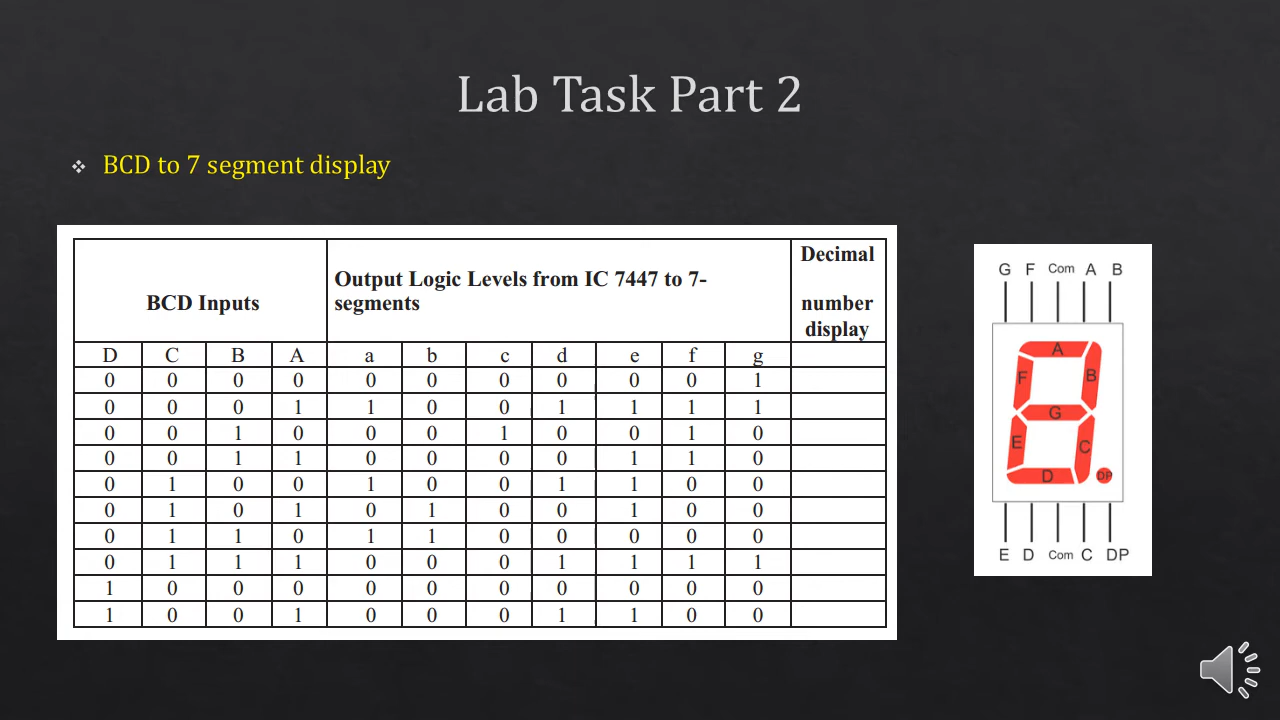 Lab Task Part 2
BCD to 7 segment display
BCD Inputs
Output Logic Levels from IC 7447 to 7-
segments
Decimal
number
display
D C B A a b c d e f g
0 0 0 0 0 0 0 0 0 0 1
0 0 0 1 1 0 0 1 1 1 1
0 0 1 0 0 0 1 0 0 1 0
0 0 1 1 0 0 0 0 1 1 0
0 1 0 0 1 0 0 1 1 0 0
0 1 0 1 0 1 0 0 1 0 0
0 1 1 0 1 1 0 0 0 0 0
0 1 1 1 0 0 0 1 1 1 1
1 0 0 0 0 0 0 0 0 0 0
1 0 0 1 0 0 0 1 1 0 0
G F Com A B
A
F B
G
E C
D DP
E D Com C DP